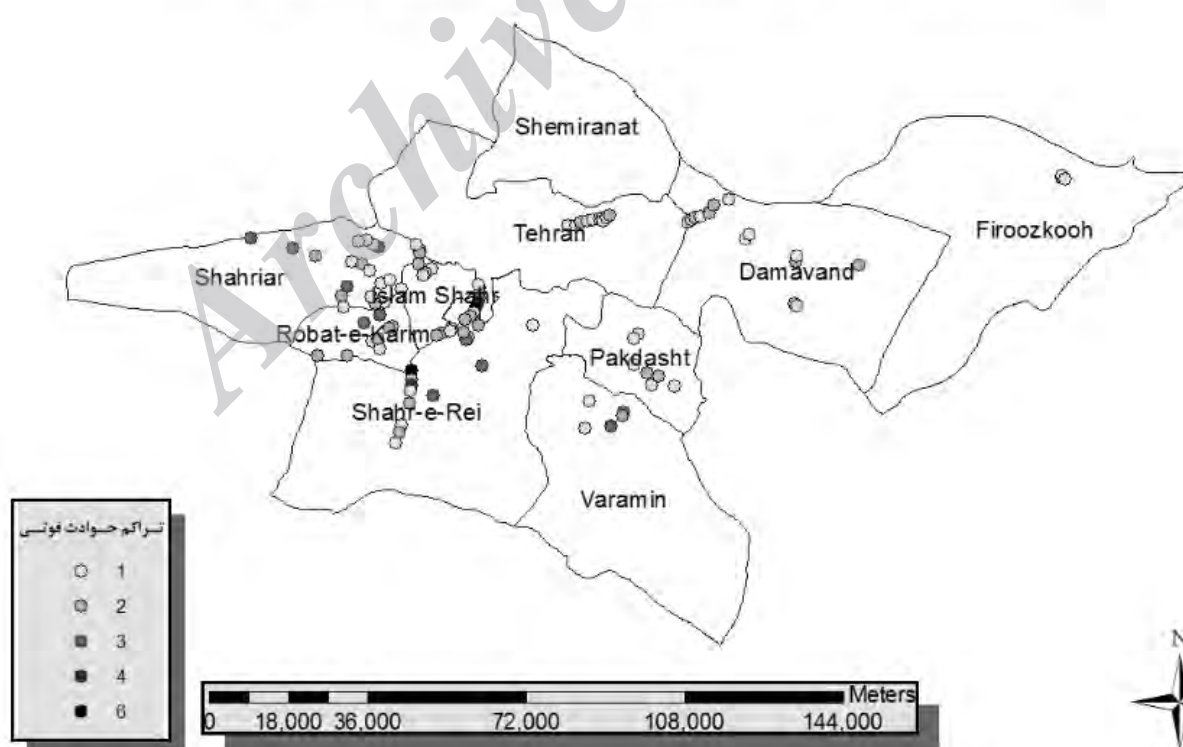 Archive
Shemiranat
Firoozkooh
Tehran
Damavand
Shahriar
Islam Shahr
Robat-e-Karim
Pakdasht
Shahr-e-Rei
Varamin
تراکم حوادث فوتی
1
2
3
4
6
Meters
0 18,000 36,000 72,000 108,000 144,000
N